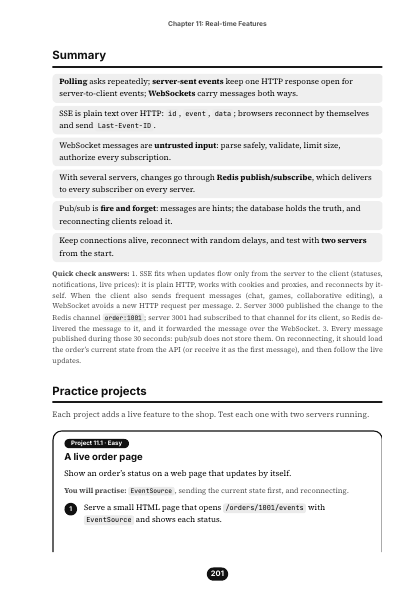 Chapter 11: Real-time Features
Summary
Polling asks repeatedly; server-sent events keep one HTTP response open for
server-to-client events; WebSockets carry messages both ways.
SSE is plain text over HTTP: id, event, data; browsers reconnect by themselves
and send Last-Event-ID.
WebSocket messages are untrusted input: parse safely, validate, limit size,
authorize every subscription.
With several servers, changes go through Redis publish/subscribe, which delivers
to every subscriber on every server.
Pub/sub is fire and forget: messages are hints; the database holds the truth, and
reconnecting clients reload it.
Keep connections alive, reconnect with random delays, and test with two servers
from the start.
Quick check answers: 1. SSE fits when updates flow only from the server to the client (statuses,
notifications, live prices): it is plain HTTP, works with cookies and proxies, and reconnects by it-
self. When the client also sends frequent messages (chat, games, collaborative editing), a
WebSocket avoids a new HTTP request per message. 2. Server 3000 published the change to the
Redis channel order:1001; server 3001 had subscribed to that channel for its client, so Redis de-
livered the message to it, and it forwarded the message over the WebSocket. 3. Every message
published during those 30 seconds: pub/sub does not store them. On reconnecting, it should load
the order's current state from the API (or receive it as the first message), and then follow the live
updates.
Practice projects
Each project adds a live feature to the shop. Test each one with two servers running.
Project 11.1 · Easy
A live order page
Show an order's status on a web page that updates by itself.
You will practise: EventSource, sending the current state first, and reconnecting.
1 Serve a small HTML page that opens /orders/1001/events with
EventSource and shows each status.
201